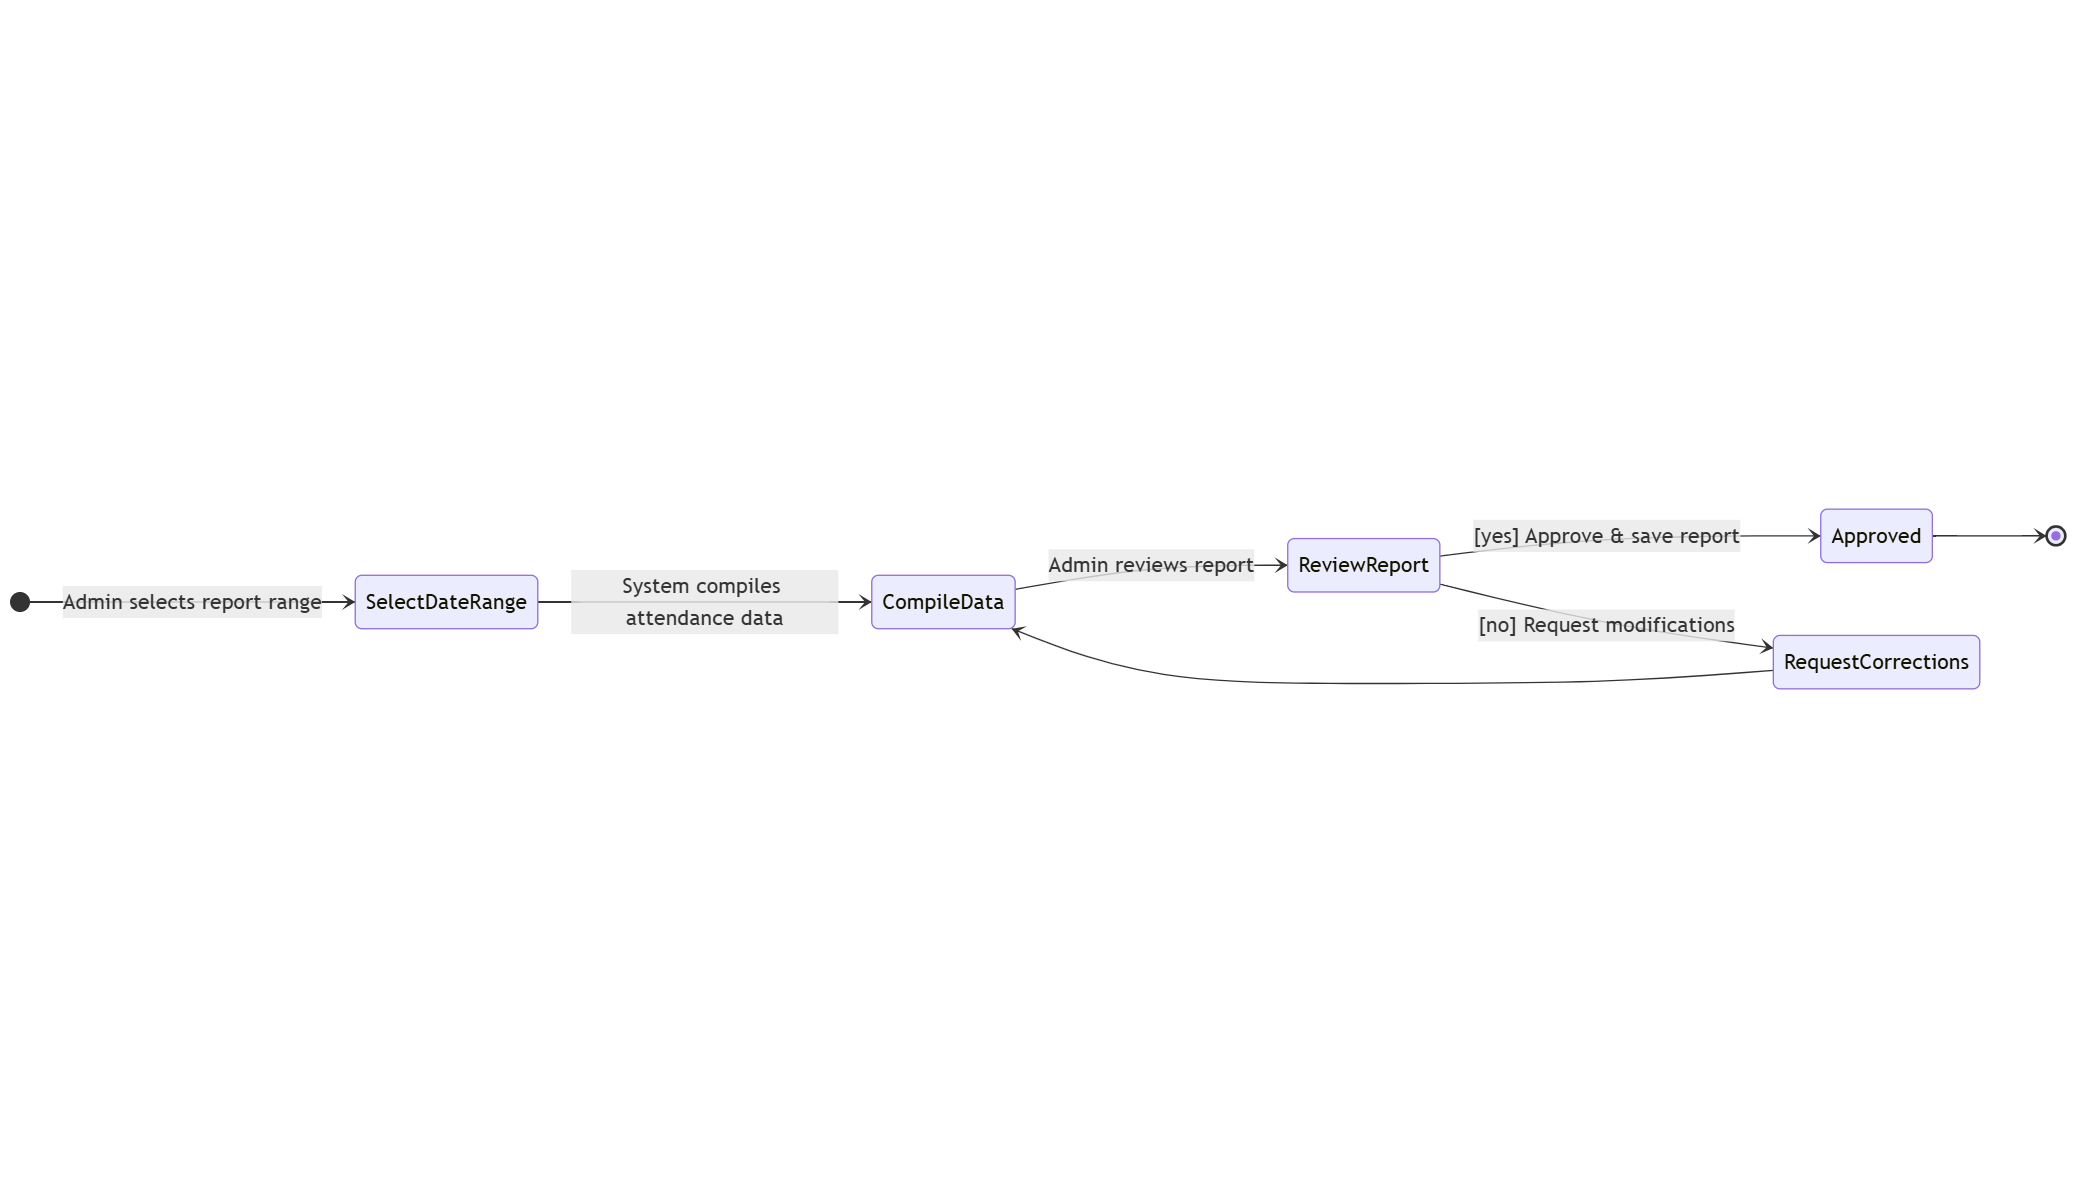 Admin selects report range
SelectDateRange
System compiles
attendance data
CompileData
Admin reviews report
ReviewReport
[yes] Approve & save report
Approved
[no] Request modifications
RequestCorrections